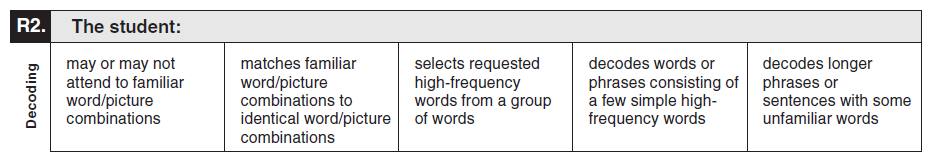 R2. The student:
Decoding
may or may not
attend to familiar
word/picture
combinations
matches familiar
word/picture
combinations to
identical word/picture
combinations
selects requested
high-frequency
words from a group
of words
decodes words or
phrases consisting of
a few simple high-
frequency words
decodes longer
phrases or
sentences with some
unfamiliar words